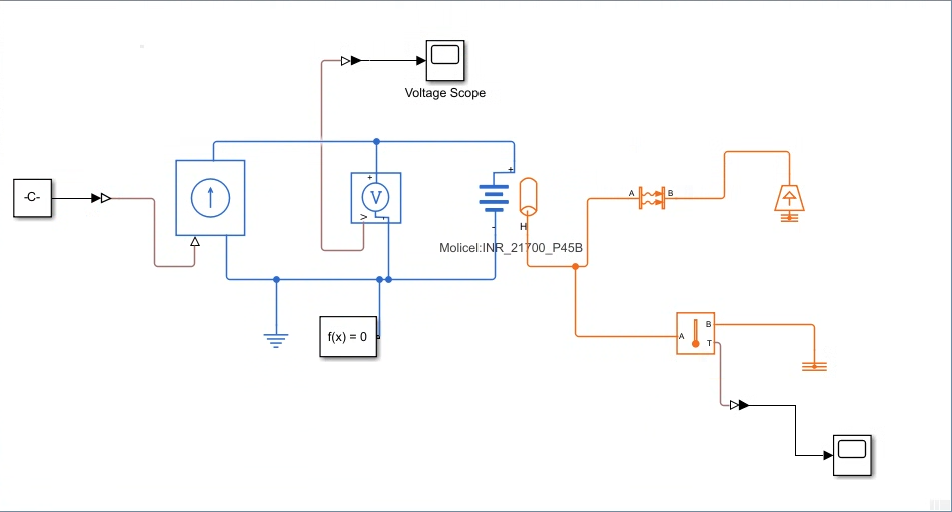 Voltage Scope
-C-
+
V
V
-
+
-
H
Molicel:INR_21700_P45B
A
B
f(x) = 0
A
B
T